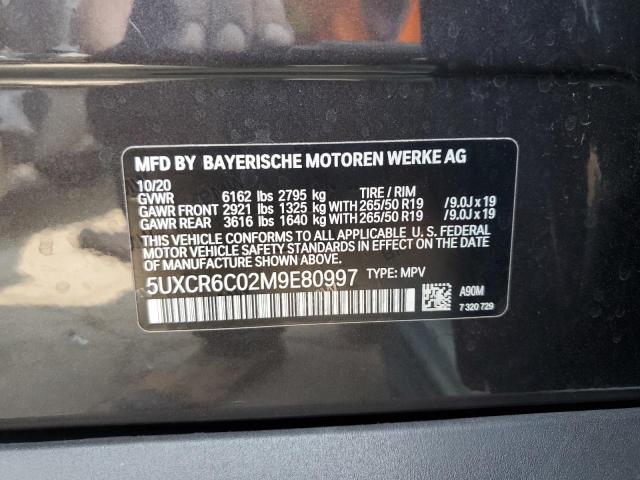 MFD BY BAYERISCHE MOTOREN WERKE AG
10/20
GVWR 6162 lbs 2795 kg TIRE / RIM
GAWR FRONT 2921 lbs 1325 kg WITH 265/50 R19 /9.0J x 19
GAWR REAR 3616 lbs 1640 kg WITH 265/50 R19 /9.0J x 19
THIS VEHICLE CONFORMS TO ALL APPLICABLE U. S. FEDERAL
MOTOR VEHICLE SAFETY STANDARDS IN EFFECT ON THE DATE
OF MANUFACTURE SHOWN ABOVE.
5UXCR6C02M9E80997 TYPE: MPV
A90M
7 320 729